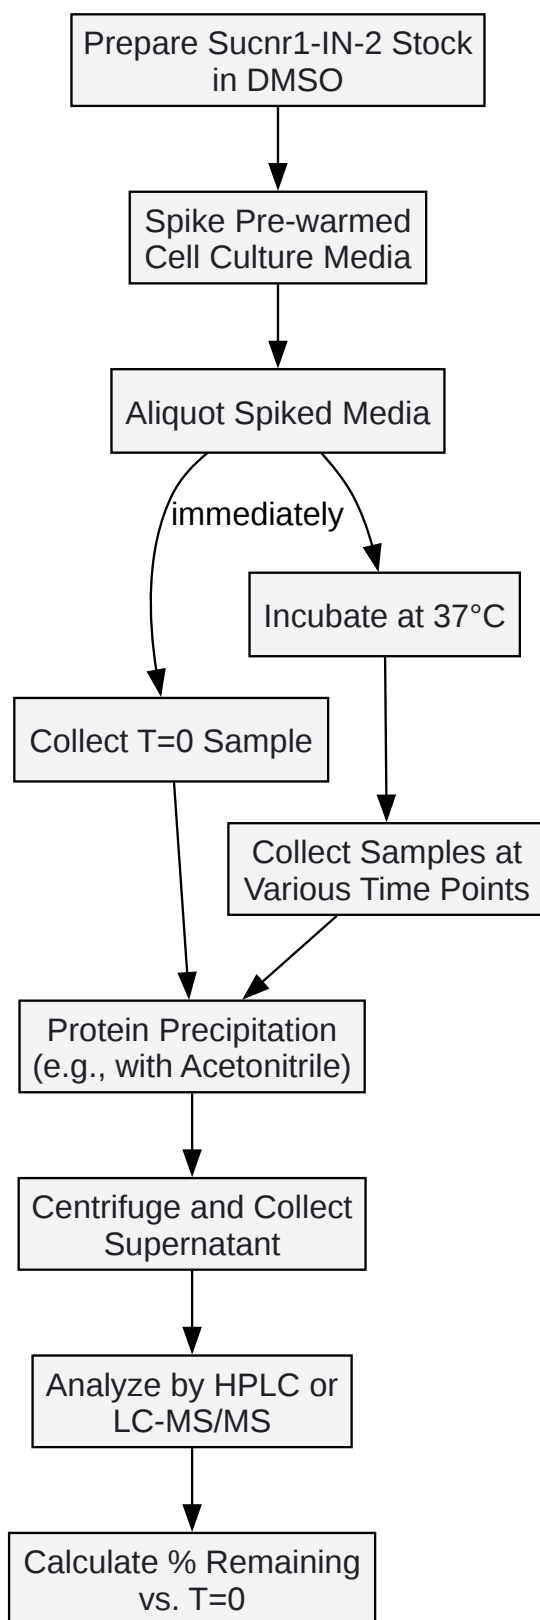 Prepare Sucnr1-IN-2 Stock
in DMSO
Spike Pre-warmed
Cell Culture Media
Aliquot Spiked Media
immediately
Incubate at 37°C
Collect T=0 Sample
Collect Samples at
Various Time Points
Protein Precipitation
(e.g., with Acetonitrile)
Centrifuge and Collect
Supernatant
Analyze by HPLC or
LC-MS/MS
Calculate % Remaining
vs. T=0